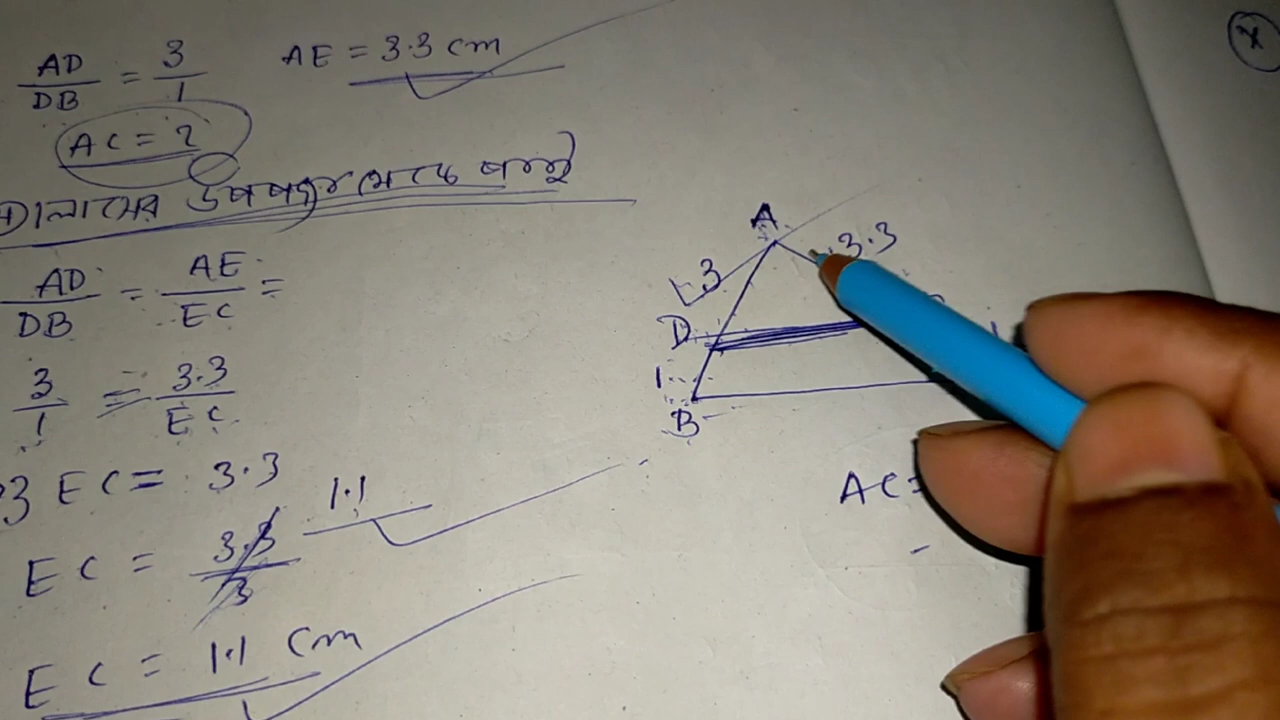 AD/DB = 3/1
AE = 3.3 cm
AC = ?
AD/DB = AE/EC =
3/1 = 3.3/EC
3 EC = 3.3
EC = 3.3/3 1.1
EC = 1.1 cm
A
3
3.3
D
1
B
AC =
x